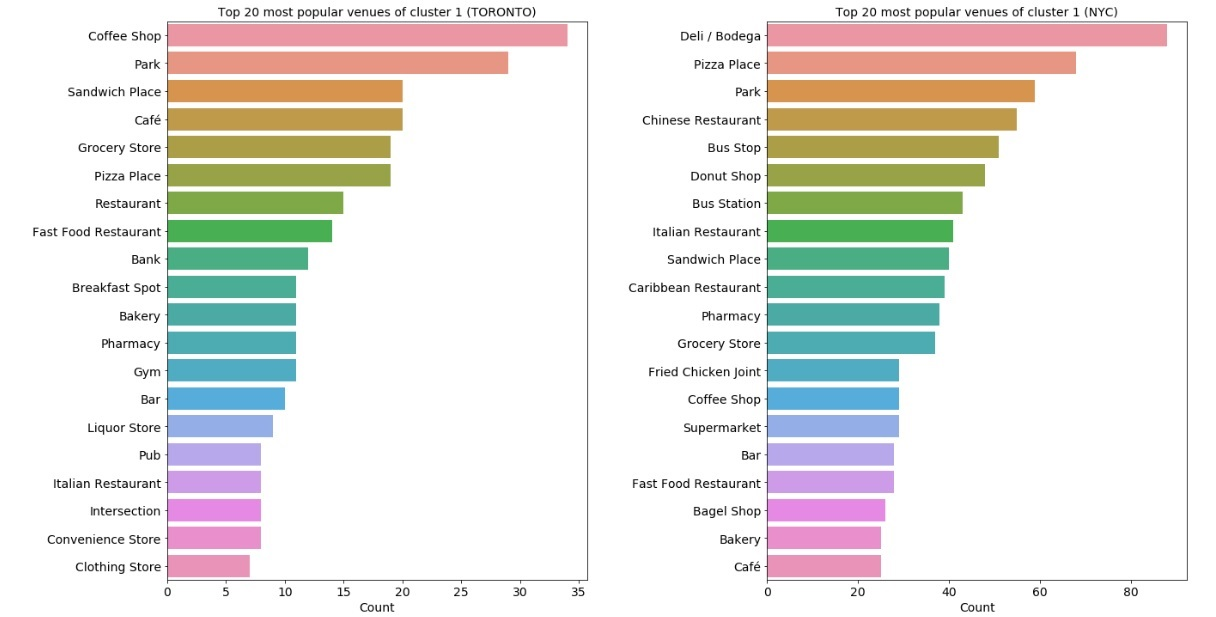 Top 20 most popular venues of cluster 1 (TORONTO)
Coffee Shop
Park
Sandwich Place
Café
Grocery Store
Pizza Place
Restaurant
Fast Food Restaurant
Bank
Breakfast Spot
Bakery
Pharmacy
Gym
Bar
Liquor Store
Pub
Italian Restaurant
Intersection
Convenience Store
Clothing Store
0 5 10 15 20 25 30 35
Count
Top 20 most popular venues of cluster 1 (NYC)
Deli / Bodega
Pizza Place
Park
Chinese Restaurant
Bus Stop
Donut Shop
Bus Station
Italian Restaurant
Sandwich Place
Caribbean Restaurant
Pharmacy
Grocery Store
Fried Chicken Joint
Coffee Shop
Supermarket
Bar
Fast Food Restaurant
Bagel Shop
Bakery
Café
0 20 40 60 80
Count